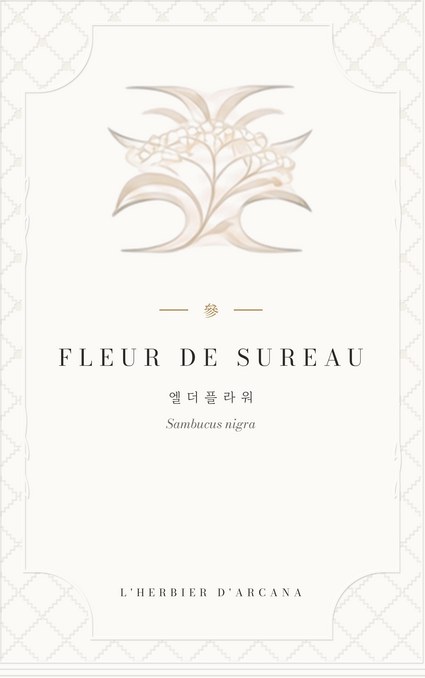 參
FLEUR DE SUREAU
엘더플라워
Sambucus nigra
L'HERBIER D'ARCANA